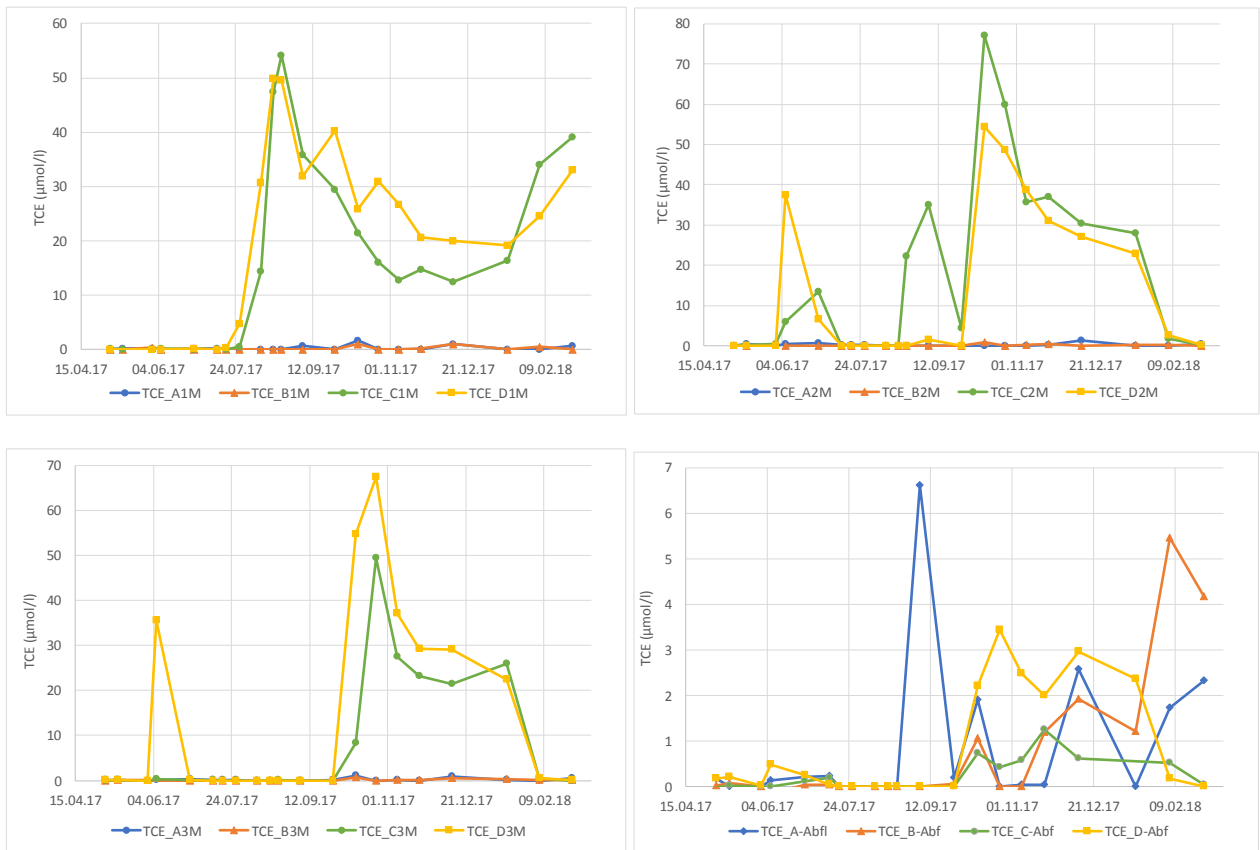 60
50
40
30
20
10
0
TCE (µmol/l)
15.04.17 04.06.17 24.07.17 12.09.17 01.11.17 21.12.17 09.02.18
TCE_A1M TCE_B1M TCE_C1M TCE_D1M
80
70
60
50
40
30
20
10
0
TCE (µmol/l)
15.04.17 04.06.17 24.07.17 12.09.17 01.11.17 21.12.17 09.02.18
TCE_A2M TCE_B2M TCE_C2M TCE_D2M
70
60
50
40
30
20
10
0
TCE (µmol/l)
15.04.17 04.06.17 24.07.17 12.09.17 01.11.17 21.12.17 09.02.18
TCE_A3M TCE_B3M TCE_C3M TCE_D3M
7
6
5
4
3
2
1
0
TCE (µmol/l)
15.04.17 04.06.17 24.07.17 12.09.17 01.11.17 21.12.17 09.02.18
TCE_A-Abfl TCE_B-Abf TCE_C-Abf TCE_D-Abf